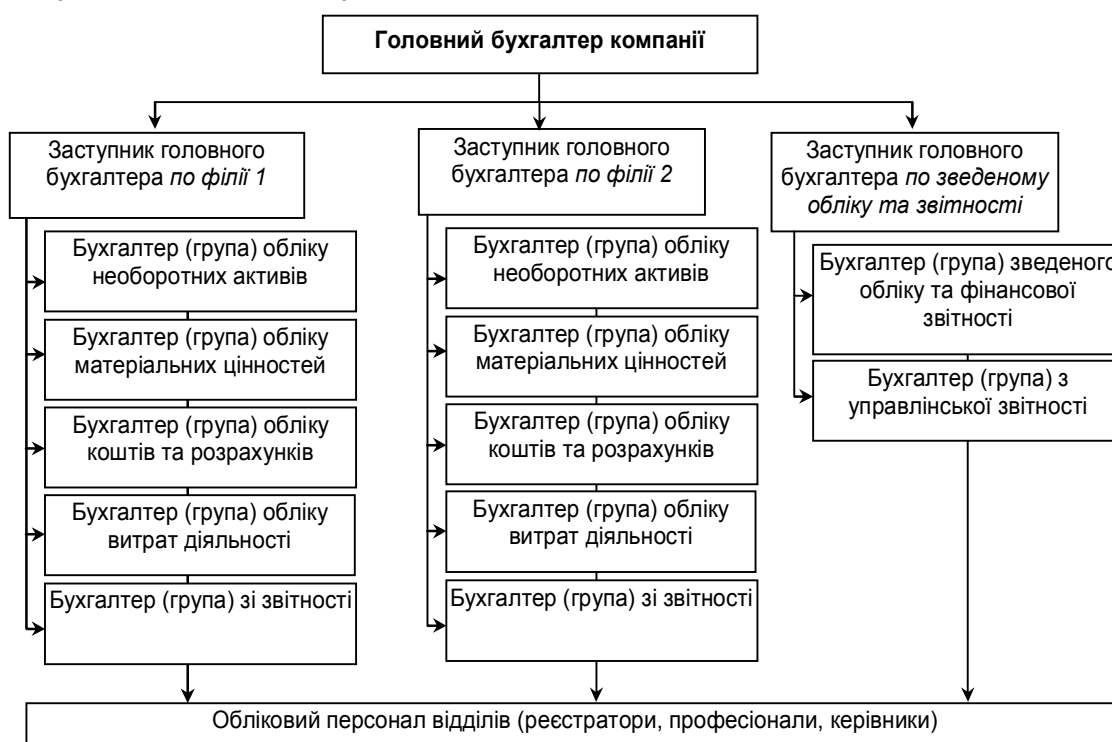 Головний бухгалтер компанії
Заступник головного
бухгалтера по філії 1
Заступник головного
бухгалтера по філії 2
Заступник головного
бухгалтера по зведеному
обліку та звітності
Бухгалтер (група) обліку
необоротних активів
Бухгалтер (група) обліку
матеріальних цінностей
Бухгалтер (група) обліку
коштів та розрахунків
Бухгалтер (група) обліку
витрат діяльності
Бухгалтер (група) зі звітності
Бухгалтер (група) обліку
необоротних активів
Бухгалтер (група) обліку
матеріальних цінностей
Бухгалтер (група) обліку
коштів та розрахунків
Бухгалтер (група) обліку
витрат діяльності
Бухгалтер (група) зі звітності
Бухгалтер (група) зведеного
обліку та фінансової
звітності
Бухгалтер (група) з
управлінської звітності
Обліковий персонал відділів (реєстратори, професіонали, керівники)